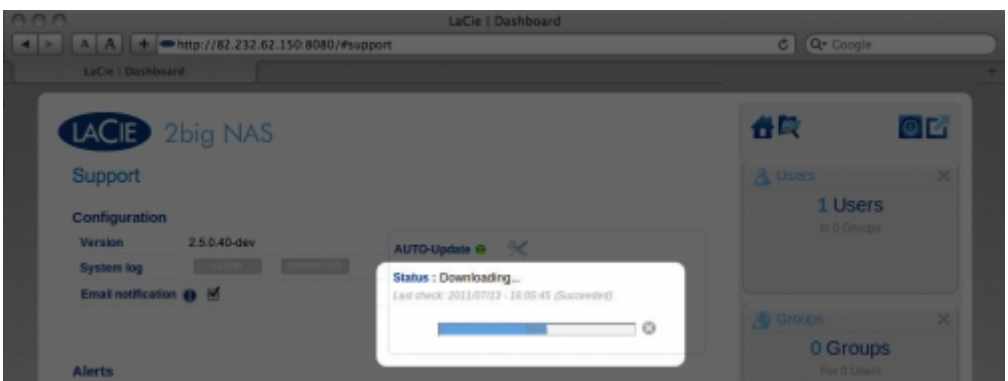 LaCie | Dashboard
A A + http://82.232.62.150:8080/#support
Google
LaCie | Dashboard
LACIE 2big NAS
Support
Configuration
Version 2.5.0.40-dev
System log
DOWNLOAD
Email notification
AUTO-Update
Status : Downloading...
Last check: 2011/07/13 - 16:05:45 (Succeeded)
Alerts
Users
1 Users
in 0 Groups
Groups
0 Groups
For 0 Users